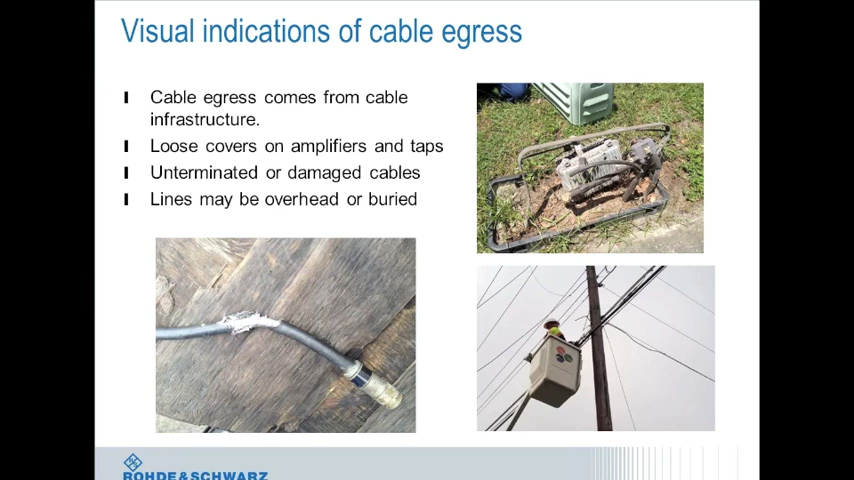 Visual indications of cable egress
Cable egress comes from cable
infrastructure.
Loose covers on amplifiers and taps
Unterminated or damaged cables
Lines may be overhead or buried
ROHDE&SCHWARZ